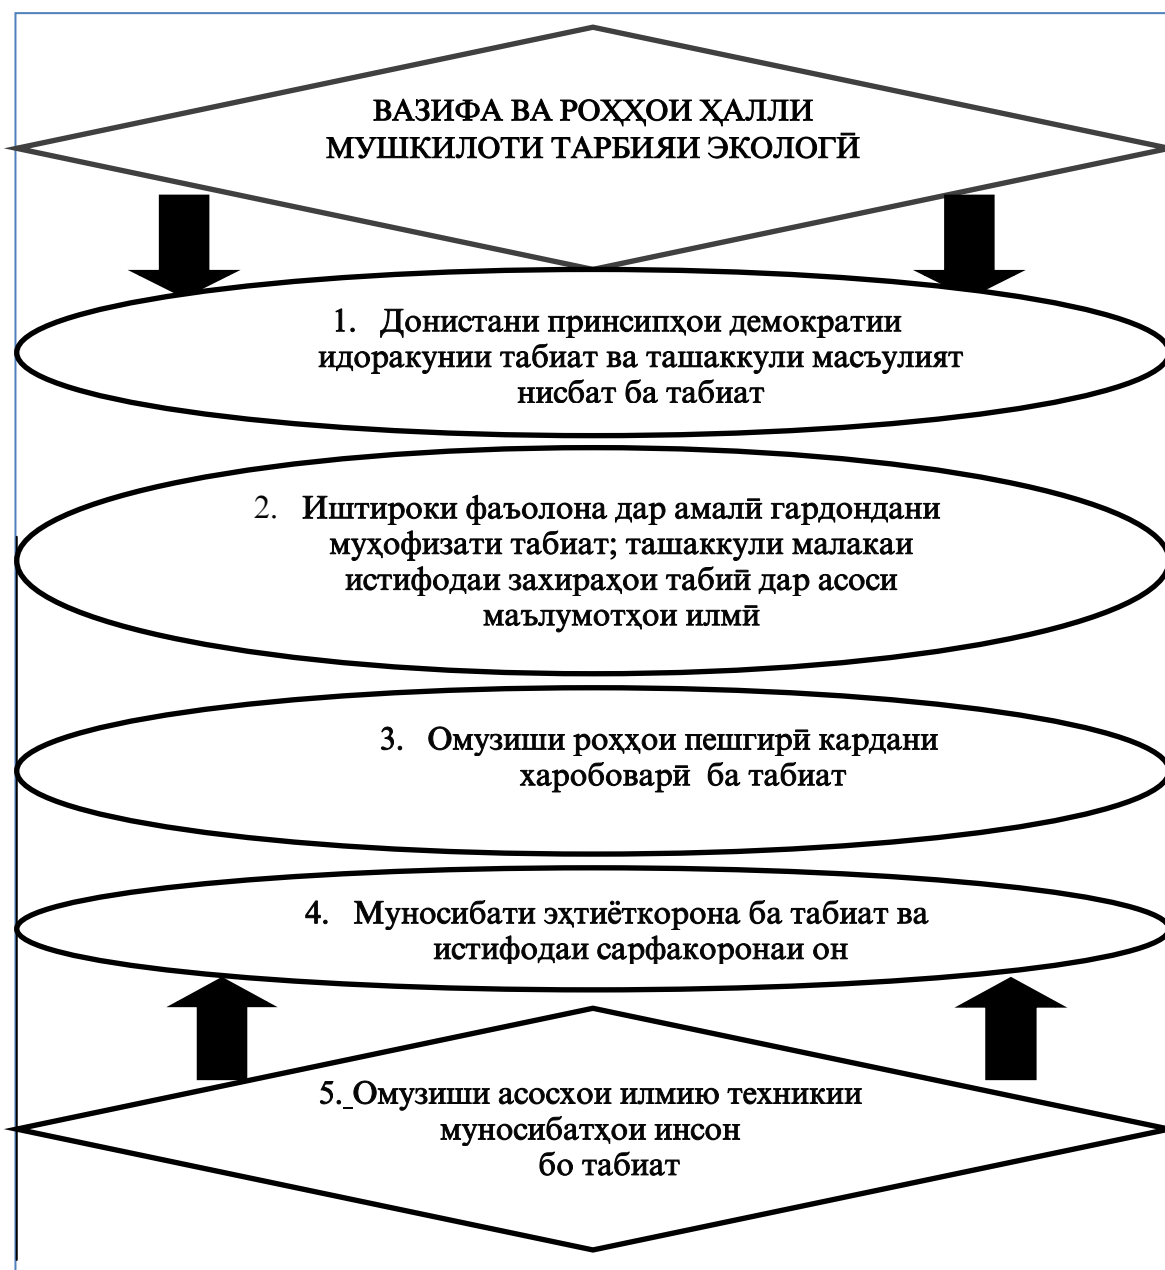 ВАЗИФА ВА РОҲҲОИ ҲАЛЛИ
МУШКИЛОТИ ТАРБИЯИ ЭКОЛОГӢ
1. Донистани принсипҳои демократии
идоракунии табиат ва ташаккули масъулият
нисбат ба табиат
2. Иштироки фаъолона дар амалӣ гардондани
муҳофизати табиат; ташаккули малакаи
истифодаи захираҳои табиӣ дар асоси
маълумотҳои илмӣ
3. Омузиши роҳҳои пешгирӣ кардани
харобоварӣ ба табиат
4. Муносибати эҳтиёткорона ба табиат ва
истифодаи сарфакоронаи он
5. Омузиши асосхои илмию техникии
муносибатҳои инсон
бо табиат